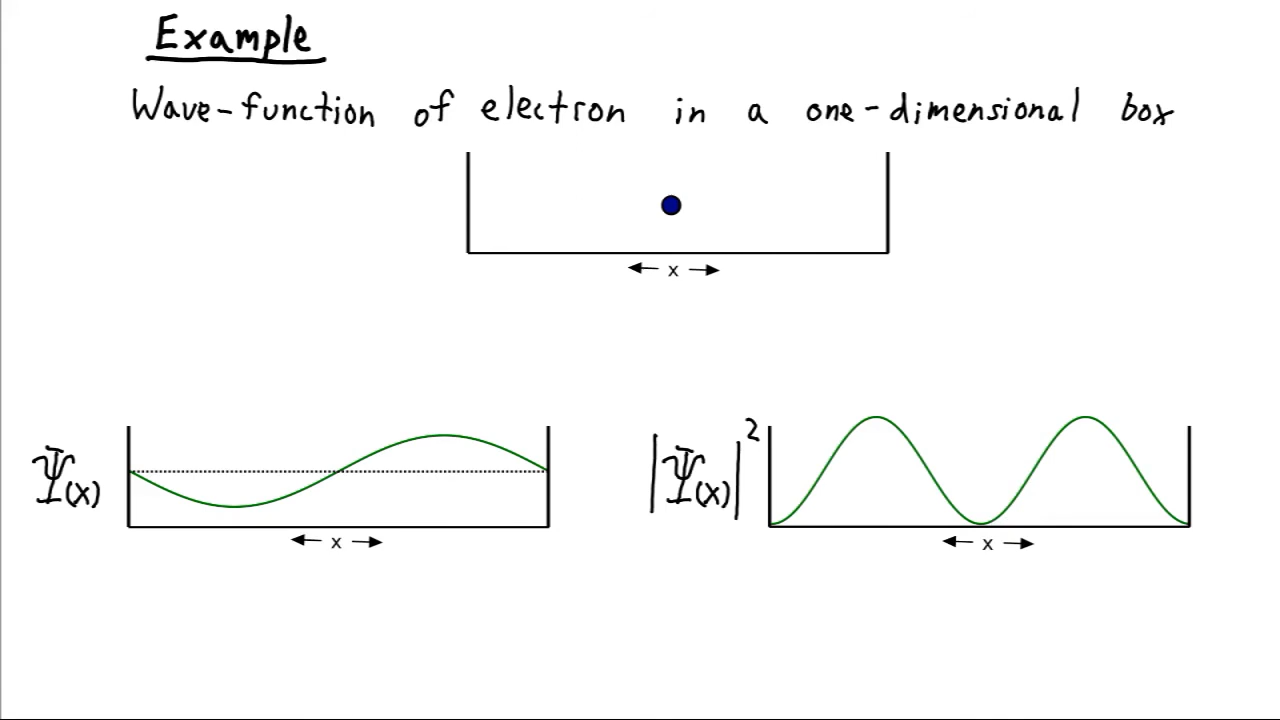 Example
Wave-function of electron in a one-dimensional box
← x →
Ψ(x)
← x →
|Ψ(x)|²
← x →